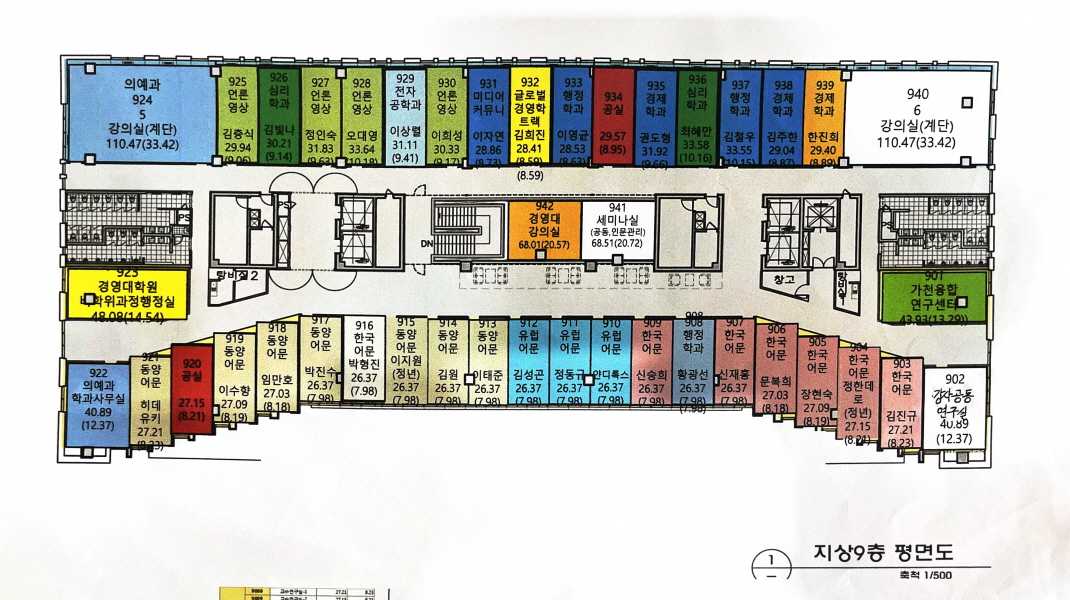 의예과
924
5
강의실(계단)
110.47(33.42)
925
언론
영상
김증식
29.94
(9.06)
926
심리
학과
김빛나
30.21
(9.14)
927
언론
영상
정인숙
31.83
(9.63)
928
언론
영상
오대영
33.64
(10.18)
929
전자
공학과
이상렬
31.11
(9.41)
930
언론
영상
이희성
30.33
(9.17)
931
미디어
커뮤니
이자연
28.86
(8.73)
932
글로벌
경영학
트랙
김희진
28.41
(8.59)
(8.59)
933
행정
학과
이영균
28.53
(8.63)
934
공실
29.57
(8.95)
935
경제
학과
권도형
31.92
(9.66)
936
심리
학과
최혜만
33.58
(10.16)
937
행정
학과
김철우
33.55
(10.15)
938
경제
학과
김주한
29.04
(8.87)
939
경제
학과
한진희
29.40
(8.89)
940
6
강의실(계단)
110.47(33.42)
PS
PS
DN
942
경영대
강의실
68.01(20.57)
941
세미나실
(공동,인문관리)
68.51(20.72)
PS
923
경영대학원
48.08(14.54)
탕비실 2
창고
901
가천융합
연구센터
43.93(13.29))
922
의예과
학과사무실
40.89
(12.37)
921
동양
어문
히데
유키
27.21
(8.23)
920
공실
27.15
(8.21)
919
동양
어문
이수향
27.09
(8.19)
918
동양
어문
임만호
27.03
(8.18)
917
동양
어문
박진수
26.37
(7.98)
916
한국
어문
박형진
26.37
(7.98)
915
동양
어문
이지원
(정년)
26.37
(7.98)
914
동양
어문
김원
26.37
(7.98)
913
동양
어문
이태준
26.37
(7.98)
912
유럽
어문
김성곤
26.37
(7.98)
911
유럽
어문
정동규
26.37
(7.98)
910
유럽
어문
안디룩스
26.37
(7.98)
909
한국
어문
신승희
26.37
(7.98)
908
908
행정
학과
황광선
26.37
(7.98)
907
한국
어문
신재홍
26.37
(7.98)
906
한국
어문
문복희
27.03
(8.18)
905
한국
어문
장현숙
27.09
(8.19)
904
한국
어문
정한데
로
(정년)
27.15
(8.21)
903
한국
어문
김진규
27.21
(8.23)
902
연구실
40.89
(12.37)
1
지상9층 평면도
축척 1/500